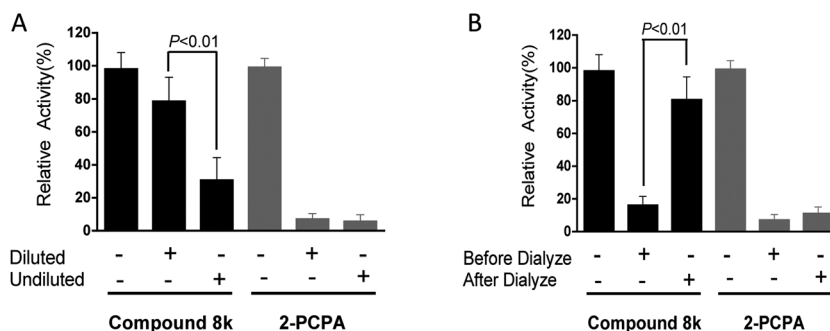 A
P<0.01
Relative Activity(%)
120
100
80
60
40
20
0
Diluted - + - - + -
Undiluted - - + - - +
Compound 8k 2-PCPA
B
P<0.01
Relative Activity(%)
120
100
80
60
40
20
0
Before Dialyze - + - - + -
After Dialyze - - + - - +
Compound 8k 2-PCPA